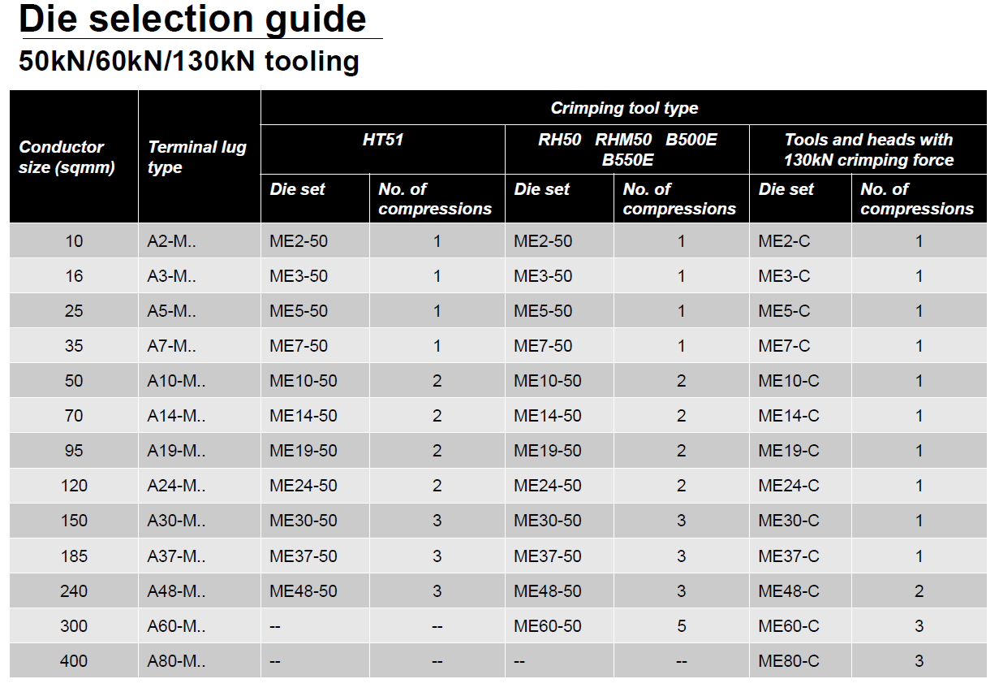 Die selection guide
50kN/60kN/130kN tooling
Crimping tool type
Conductor size (sqmm)
Terminal lug type
HT51
RH50 RHM50 B500E
B550E
Tools and heads with
130kN crimping force
Die set
No. of compressions
Die set
No. of compressions
Die set
No. of compressions
10 A2-M.. ME2-50 1 ME2-50 1 ME2-C 1
16 A3-M.. ME3-50 1 ME3-50 1 ME3-C 1
25 A5-M.. ME5-50 1 ME5-50 1 ME5-C 1
35 A7-M.. ME7-50 1 ME7-50 1 ME7-C 1
50 A10-M.. ME10-50 2 ME10-50 2 ME10-C 1
70 A14-M.. ME14-50 2 ME14-50 2 ME14-C 1
95 A19-M.. ME19-50 2 ME19-50 2 ME19-C 1
120 A24-M.. ME24-50 2 ME24-50 2 ME24-C 1
150 A30-M.. ME30-50 3 ME30-50 3 ME30-C 1
185 A37-M.. ME37-50 3 ME37-50 3 ME37-C 1
240 A48-M.. ME48-50 3 ME48-50 3 ME48-C 2
300 A60-M.. -- -- ME60-50 5 ME60-C 3
400 A80-M.. -- -- -- -- ME80-C 3